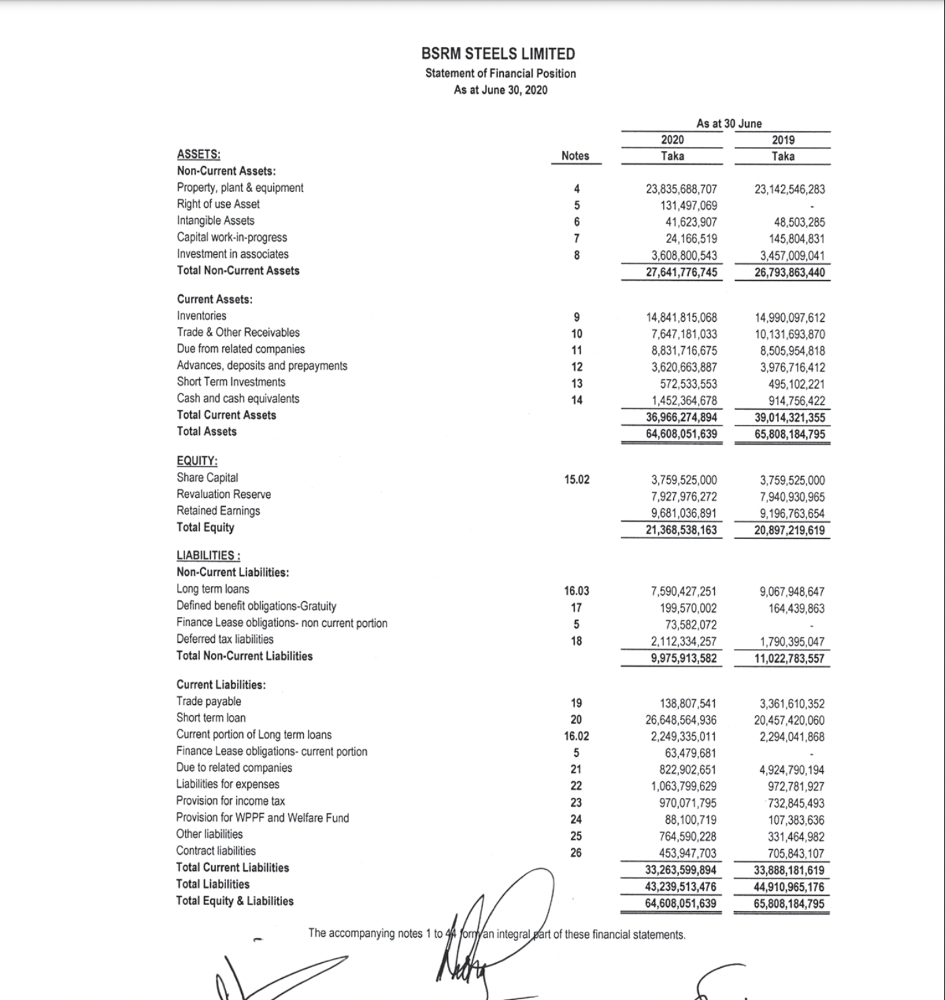 BSRM STEELS LIMITED
Statement of Financial Position
As at June 30, 2020
As at 30 June
2020 2019
ASSETS: Notes Taka Taka
Non-Current Assets:
Property, plant & equipment 4 23,835,688,707 23,142,546,283
Right of use Asset 5 131,497,069 -
Intangible Assets 6 41,623,907 48,503,285
Capital work-in-progress 7 24,166,519 145,804,831
Investment in associates 8 3,608,800,543 3,457,009,041
Total Non-Current Assets 27,641,776,745 26,793,863,440
Current Assets:
Inventories 9 14,841,815,068 14,990,097,612
Trade & Other Receivables 10 7,647,181,033 10,131,693,870
Due from related companies 11 8,831,716,675 8,505,954,818
Advances, deposits and prepayments 12 3,620,663,887 3,976,716,412
Short Term Investments 13 572,533,553 495,102,221
Cash and cash equivalents 14 1,452,364,678 914,756,422
Total Current Assets 36,966,274,894 39,014,321,355
Total Assets 64,608,051,639 65,808,184,795
EQUITY:
Share Capital 15.02 3,759,525,000 3,759,525,000
Revaluation Reserve 7,927,976,272 7,940,930,965
Retained Earnings 9,681,036,891 9,196,763,654
Total Equity 21,368,538,163 20,897,219,619
LIABILITIES :
Non-Current Liabilities:
Long term loans 16.03 7,590,427,251 9,067,948,647
Defined benefit obligations-Gratuity 17 199,570,002 164,439,863
Finance Lease obligations- non current portion 5 73,582,072 -
Deferred tax liabilities 18 2,112,334,257 1,790,395,047
Total Non-Current Liabilities 9,975,913,582 11,022,783,557
Current Liabilities:
Trade payable 19 138,807,541 3,361,610,352
Short term loan 20 26,648,564,936 20,457,420,060
Current portion of Long term loans 16.02 2,249,335,011 2,294,041,868
Finance Lease obligations- current portion 5 63,479,681 -
Due to related companies 21 822,902,651 4,924,790,194
Liabilities for expenses 22 1,063,799,629 972,781,927
Provision for income tax 23 970,071,795 732,845,493
Provision for WPPF and Welfare Fund 24 88,100,719 107,383,636
Other liabilities 25 764,590,228 331,464,982
Contract liabilities 26 453,947,703 705,843,107
Total Current Liabilities 33,263,599,894 33,888,181,619
Total Liabilities 43,239,513,476 44,910,965,176
Total Equity & Liabilities 64,608,051,639 65,808,184,795
The accompanying notes 1 to 44 form an integral part of these financial statements.